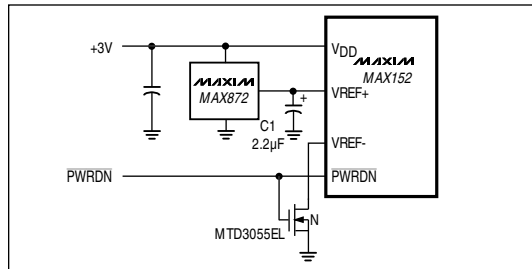 +3V
VDD
MAXIM
MAX152
MAXIM
MAX872
VREF+
+
C1
2.2μF
VREF-
PWRDN
PWRDN
N
MTD3055EL